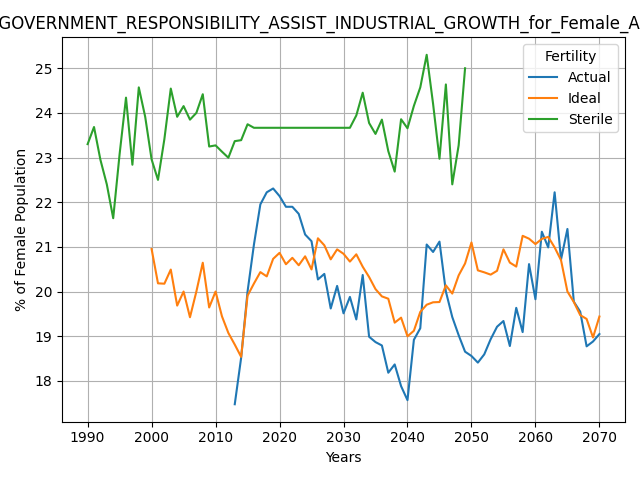 GOVERNMENT_RESPONSIBILITY_ASSIST_INDUSTRIAL_GROWTH_for_Female_A
Fertility
Actual
Ideal
Sterile
% of Female Population
25
24
23
22
21
20
19
18
1990 2000 2010 2020 2030 2040 2050 2060 2070
Years